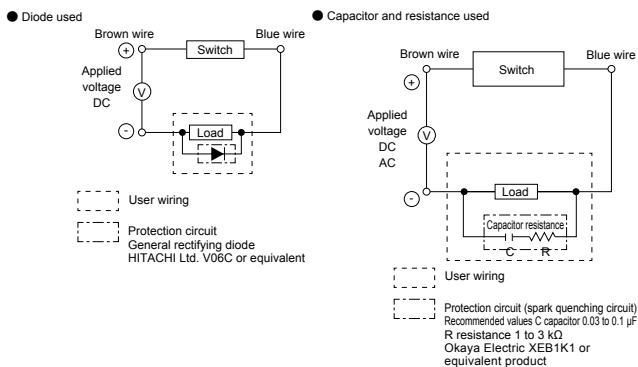 ● Diode used
Brown wire
Blue wire
+
Switch
Applied
voltage
DC
V
-
Load
User wiring
Protection circuit
General rectifying diode
HITACHI Ltd. V06C or equivalent
● Capacitor and resistance used
Brown wire
Blue wire
+
Switch
Applied
voltage
DC
AC
V
-
Load
Capacitor resistance
C R
User wiring
Protection circuit (spark quenching circuit)
Recommended values C capacitor 0.03 to 0.1 μF
R resistance 1 to 3 kΩ
Okaya Electric XEB1K1 or
equivalent product